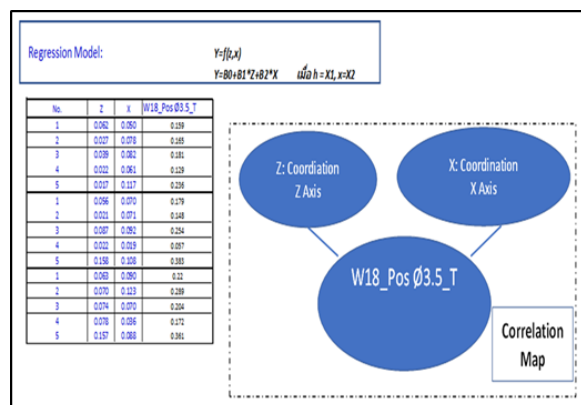 Regression Model: Y=f(z,x)
Y=B0+B1*Z+B2*X เมื่อ h = X1, x=X2
No. Z X W18_Pos Ø3.5_T
1 0.062 0.050 0.159
2 0.027 0.078 0.165
3 0.039 0.082 0.181
4 0.022 0.061 0.129
5 0.017 0.117 0.236
1 0.056 0.070 0.179
2 0.021 0.071 0.148
3 0.087 0.092 0.254
4 0.022 0.019 0.057
5 0.158 0.108 0.383
1 0.063 0.090 0.22
2 0.070 0.123 0.289
3 0.074 0.070 0.204
4 0.078 0.036 0.172
5 0.157 0.088 0.361
Z: Coordiation
Z Axis
X: Coordination
X Axis
W18_Pos Ø3.5_T
Correlation
Map